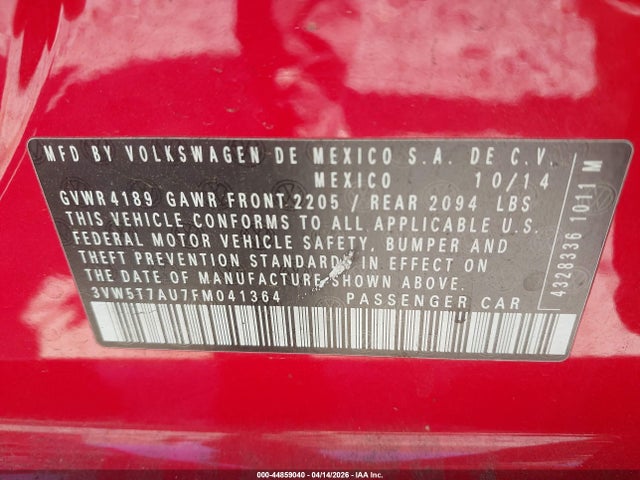 MFD BY VOLKSWAGEN DE MEXICO S.A. DE C.V.
MEXICO 10/14
GVWR 4189 GAWR FRONT 2205 / REAR 2094 LBS
THIS VEHICLE CONFORMS TO ALL APPLICABLE U.S.
FEDERAL MOTOR VEHICLE SAFETY, BUMPER AND
THEFT PREVENTION STANDARDS IN EFFECT ON
THE DATE OF MANUFACTURE SHOWN ABOVE.
3VW5T7AU7FM041364 PASSENGER CAR
4328336 1011 M
000-44859040 - 04/14/2026 - IAA Inc.